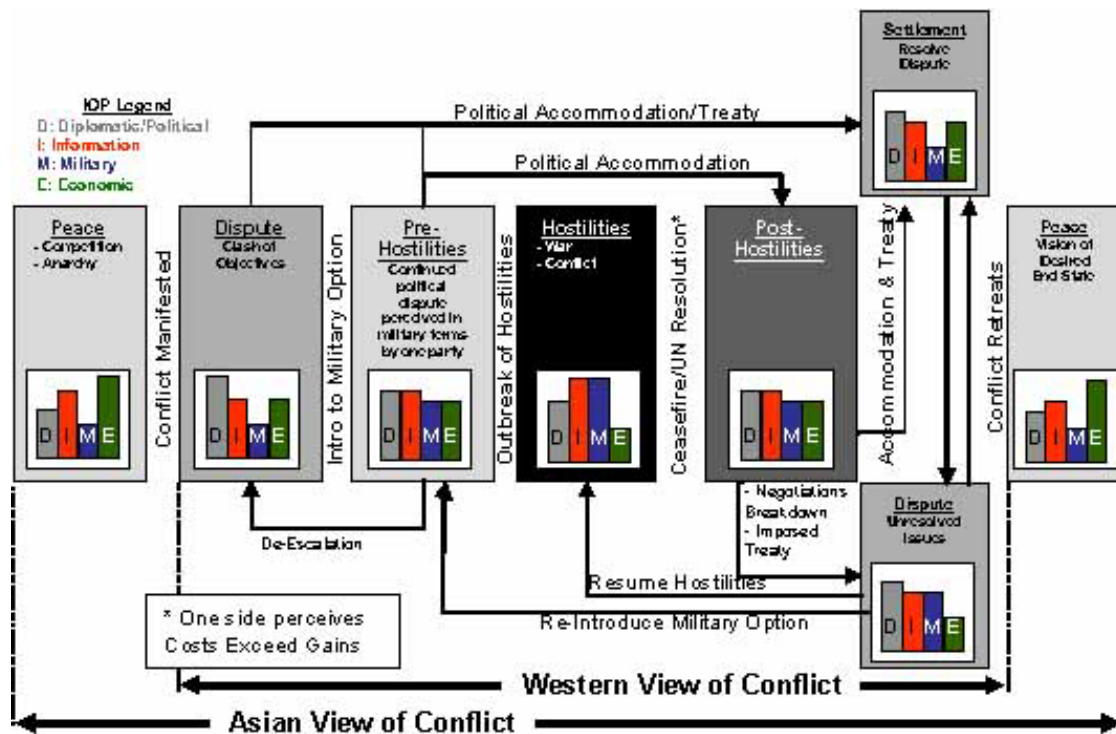 Settlement
Resolve
Dispute
D I M E
IOP Legend
D: Diplomatic/Political
I: Information
M: Military
E: Economic
Political Accommodation/Treaty
Political Accommodation
Peace
- Competition
- Anarchy
D I M E
Conflict Manifested
Dispute
Clash of
Objectives
D I M E
Intro to Military Option
Pre-
Hostilities
Continued
political
dispute
perceived in
military terms
by one party
D I M E
Outbreak of Hostilities
Hostilities
- War
- Conflict
D I M E
Ceasefire/UN Resolution*
Post-
Hostilities
D I M E
Accommodation & Treaty
Conflict Retreats
Peace
Vision of
Desired
End State
D I M E
De-Escalation
- Negotiations
Breakdown
- Imposed
Treaty
Dispute
Unresolved
Issues
D I M E
Resume Hostilities
Re-Introduce Military Option
* One side perceives
Costs Exceed Gains
Western View of Conflict
Asian View of Conflict